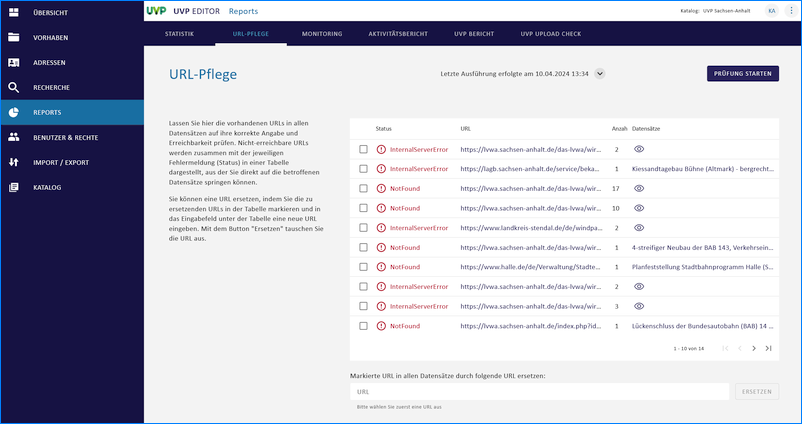 ÜBERSICHT
VORHABEN
ADRESSEN
RECHERCHE
REPORTS
BENUTZER & RECHTE
IMPORT / EXPORT
KATALOG
UVP UVP EDITOR Reports
Katalog: UVP Sachsen-Anhalt KA
STATISTIK URL-PFLEGE MONITORING AKTIVITÄTSBERICHT UVP BERICHT UVP UPLOAD CHECK
URL-Pflege
Letzte Ausführung erfolgte am 10.04.2024 13:34
PRÜFUNG STARTEN
Lassen Sie hier die vorhandenen URLs in allen
Datensätzen auf ihre korrekte Angabe und
Erreichbarkeit prüfen. Nicht-erreichbare URLs
werden zusammen mit der jeweiligen
Fehlermeldung (Status) in einer Tabelle
dargestellt, aus der Sie direkt auf die betroffenen
Datensätze springen können.
Sie können eine URL ersetzen, indem Sie die zu
ersetzenden URLs in der Tabelle markieren und in
das Eingabefeld unter der Tabelle eine neue URL
eingeben. Mit dem Button "Ersetzen" tauschen Sie
die URL aus.
Status URL Anzahl Datensätze
InternalServerError https://lvwa.sachsen-anhalt.de/das-lvwa/wir... 2
InternalServerError https://lagb.sachsen-anhalt.de/service/beka... 1 Kiessandtagebau Bühne (Altmark) - bergrecht...
NotFound https://lvwa.sachsen-anhalt.de/das-lvwa/wir... 17
NotFound https://lvwa.sachsen-anhalt.de/das-lvwa/wir... 10
InternalServerError https://www.landkreis-stendal.de/de/windpa... 2
NotFound https://lvwa.sachsen-anhalt.de/das-lvwa/wir... 1 4-streifiger Neubau der BAB 143, Verkehrsein...
NotFound https://www.halle.de/de/Verwaltung/Stadte... 1 Planfeststellung Stadtbahnprogramm Halle (S...
InternalServerError https://lvwa.sachsen-anhalt.de/das-lvwa/wir... 2
InternalServerError https://lvwa.sachsen-anhalt.de/das-lvwa/wir... 3
NotFound https://lvwa.sachsen-anhalt.de/index.php?id... 1 Lückenschluss der Bundesautobahn (BAB) 14 ...
1 - 10 von 14
Markierte URL in allen Datensätze durch folgende URL ersetzen:
URL
ERSETZEN
Bitte wählen Sie zuerst eine URL aus